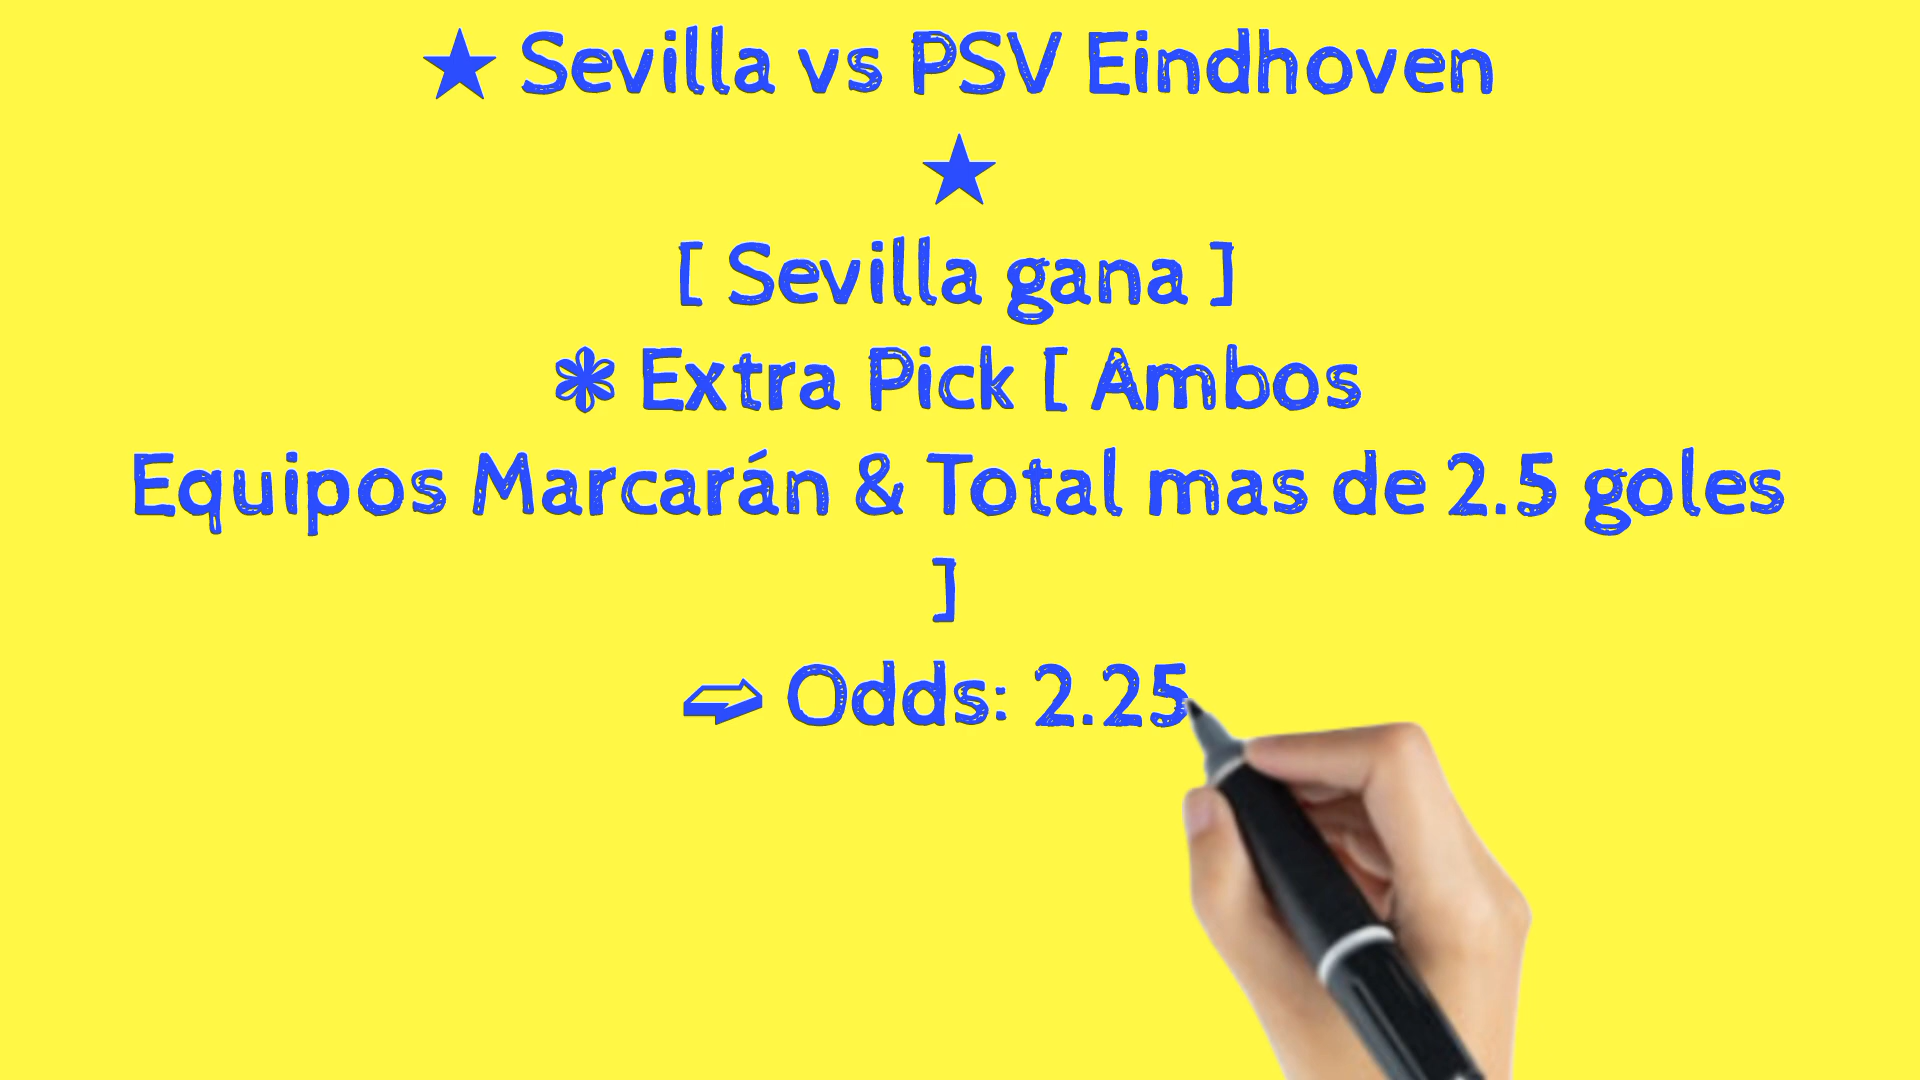 ★ Sevilla vs PSV Eindhoven
★
[ Sevilla gana ]
❃ Extra Pick [ Ambos
Equipos Marcarán & Total mas de 2.5 goles
]
➫ Odds: 2.25